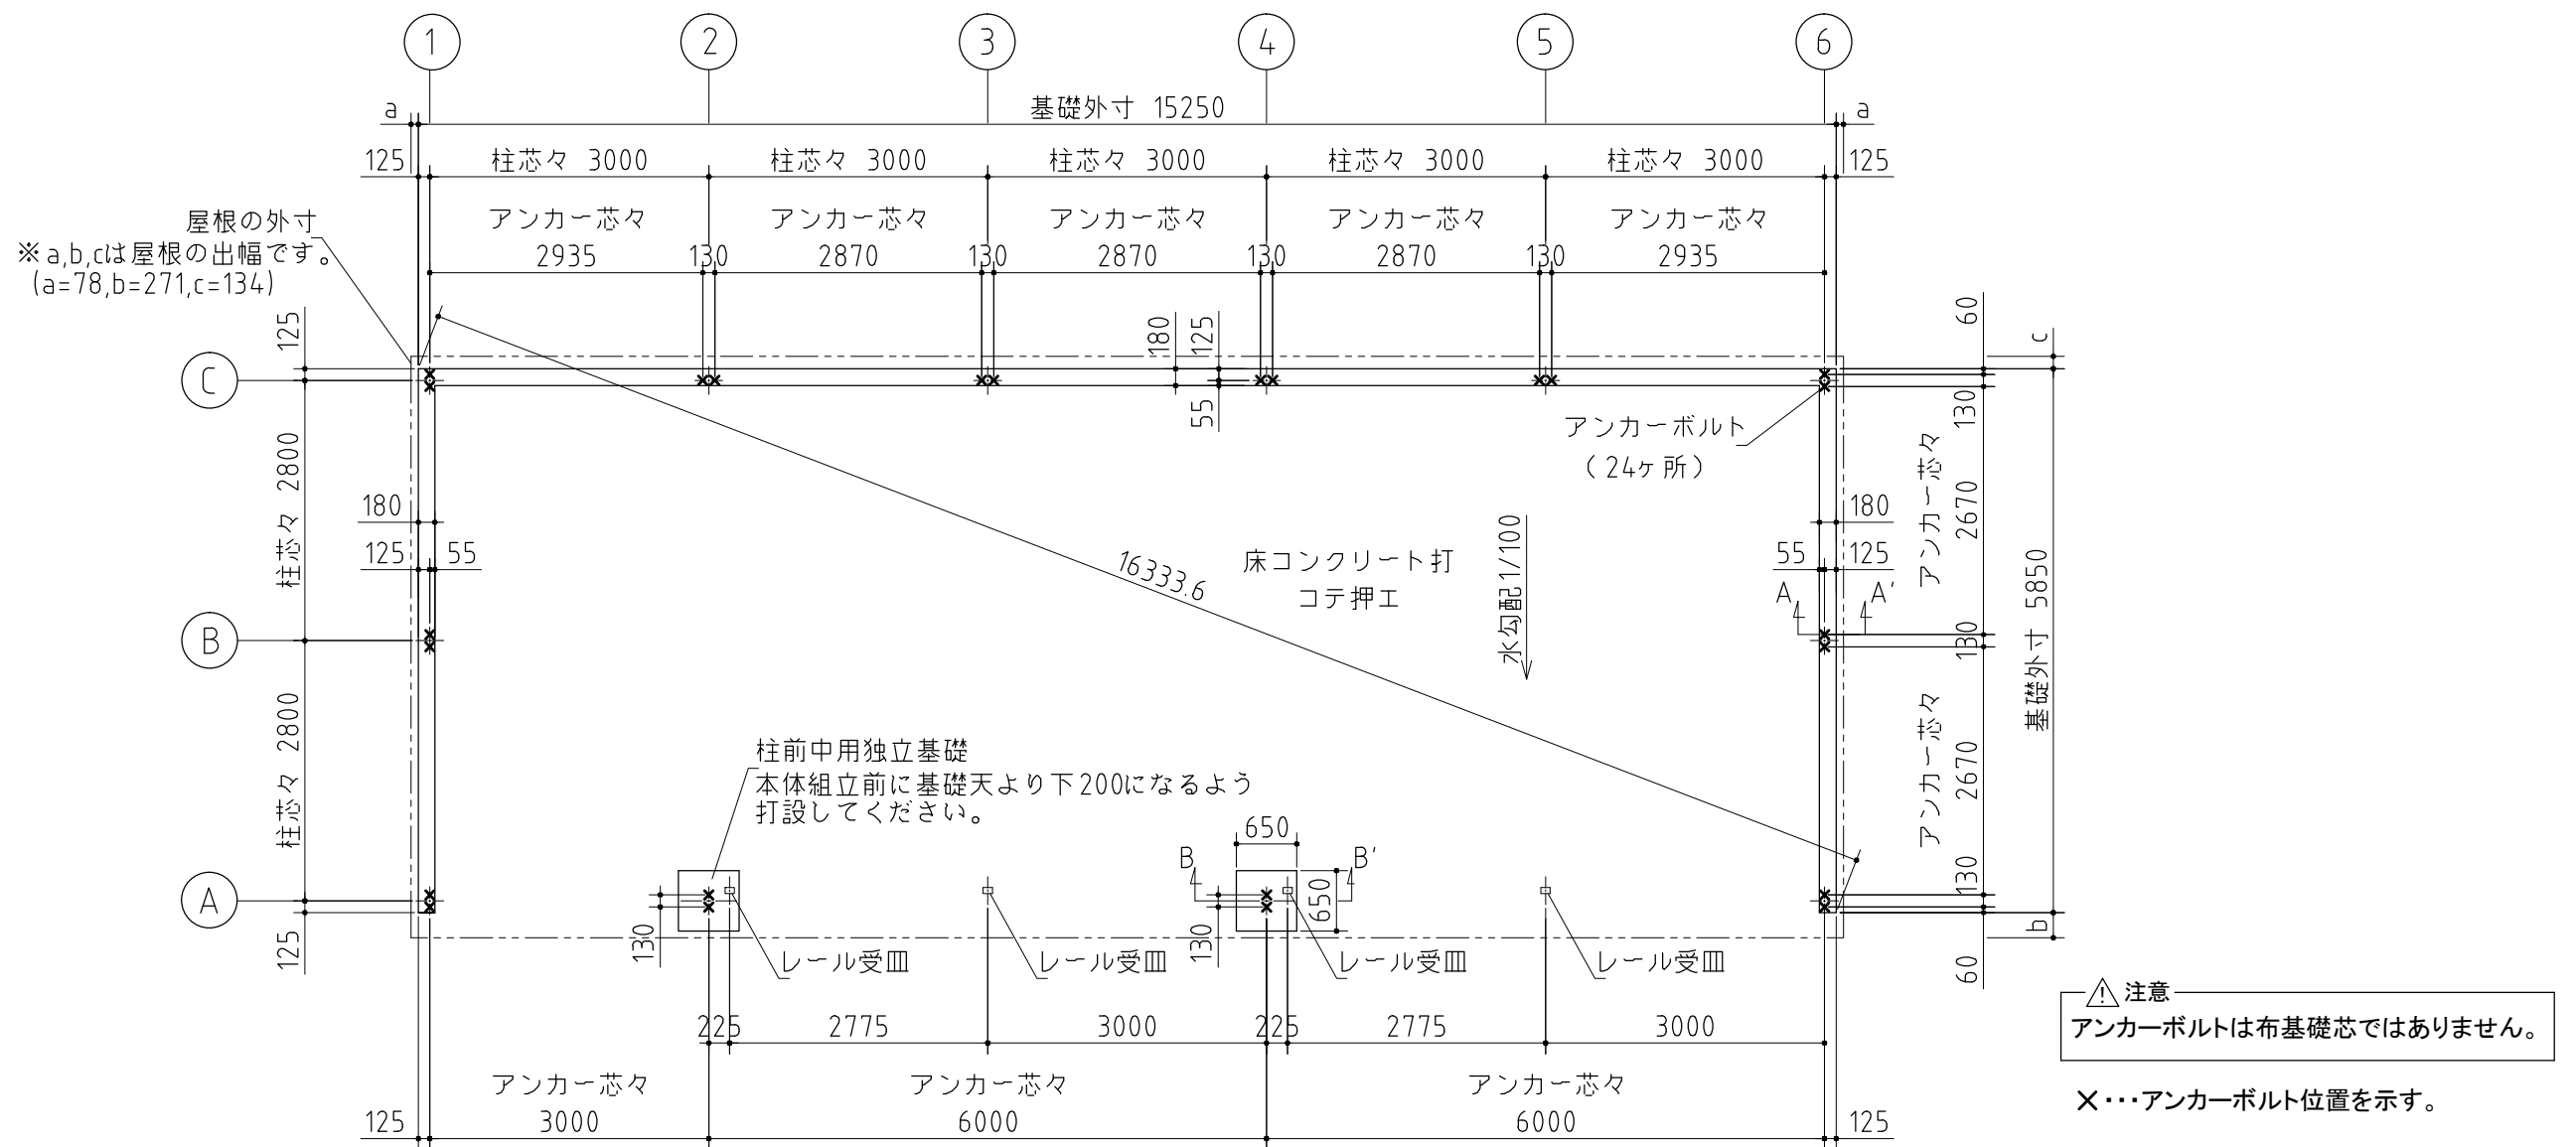 1 2 3 4 5 6
a 基礎外寸 15250 a
125 柱芯々 3000 柱芯々 3000 柱芯々 3000 柱芯々 3000 柱芯々 3000 125
アンカー芯々 アンカー芯々 アンカー芯々 アンカー芯々 アンカー芯々
2935 130 2870 130 2870 130 2870 130 2935
屋根の外寸
※a,b,cは屋根の出幅です。
(a=78,b=271,c=134)
125
C
柱芯々 2800
B
柱芯々 2800
A
125
180
125 55
180 125
55
アンカーボルト
(24ヶ所)
16333.6
床コンクリート打
コテ押エ
水勾配1/100
180
55 125
A A'
60
130
アンカー芯々
2670
130
アンカー芯々
2670
130
60
c
基礎外寸 5850
b
柱前中用独立基礎
本体組立前に基礎天より下200になるよう
打設してください。
650
B B'
650
130 130
レール受皿 レール受皿 レール受皿 レール受皿
225 2775 3000 225 2775 3000
アンカー芯々 アンカー芯々 アンカー芯々
125 3000 6000 6000 125
注意
アンカーボルトは布基礎芯ではありません。
×･･･アンカーボルト位置を示す。